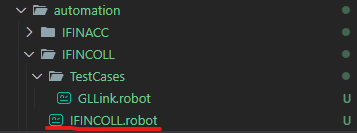 automation
IFINACC
IFINCOLL
TestCases
GLLink.robot U
IFINCOLL.robot U